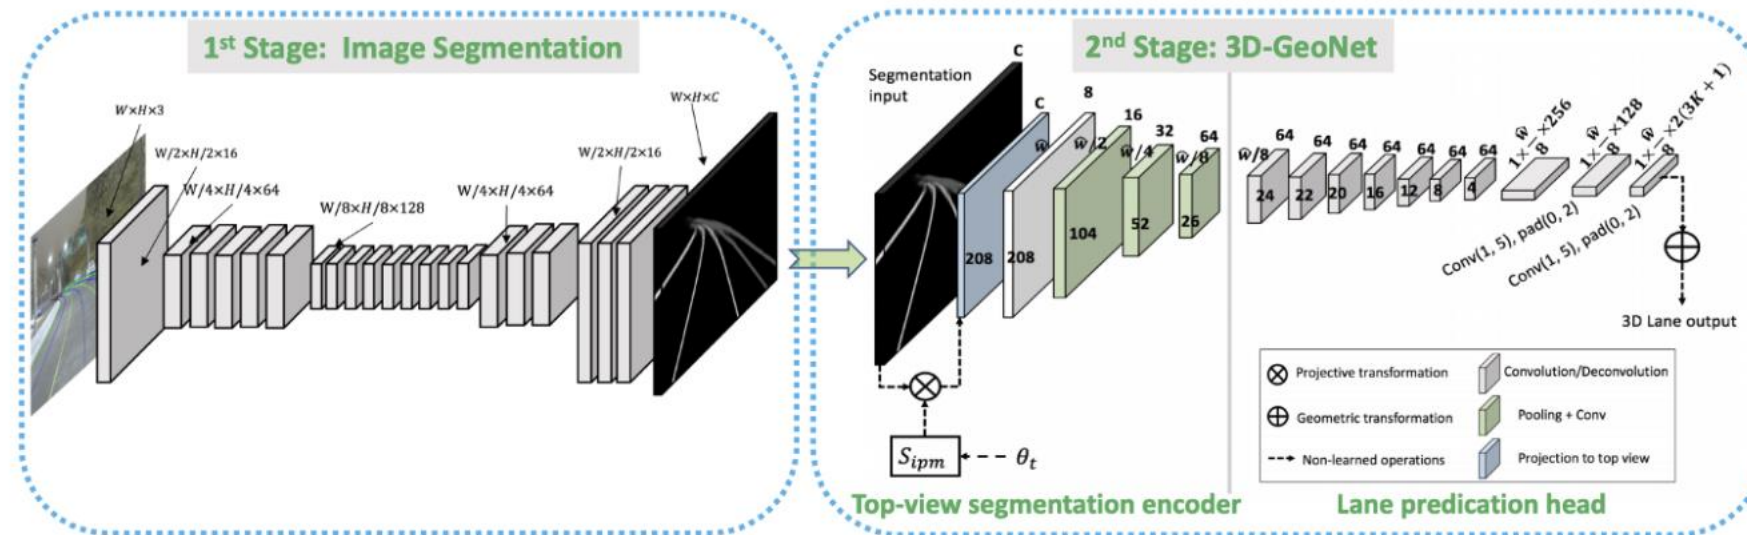 1st Stage: Image Segmentation
W×H×3
W/2×H/2×16
W/4×H/4×64
W/8×H/8×128
W/4×H/4×64
W/2×H/2×16
W×H×C
2nd Stage: 3D-GeoNet
Segmentation
input
C
C
8
16
32
64
ŵ
ŵ/2
ŵ/4
ŵ/8
208
208
104
52
26
S_ipm
θ_t
Top-view segmentation encoder
ŵ/8
64
64
64
64
64
64
64
24
22
20
16
12
8
4
1×ŵ/8×256
1×ŵ/8×128
1×ŵ/8×2(3K+1)
Conv(1, 5), pad(0, 2)
Conv(1, 5), pad(0, 2)
3D Lane output
Projective transformation
Convolution/Deconvolution
Geometric transformation
Pooling + Conv
Non-learned operations
Projection to top view
Lane predication head